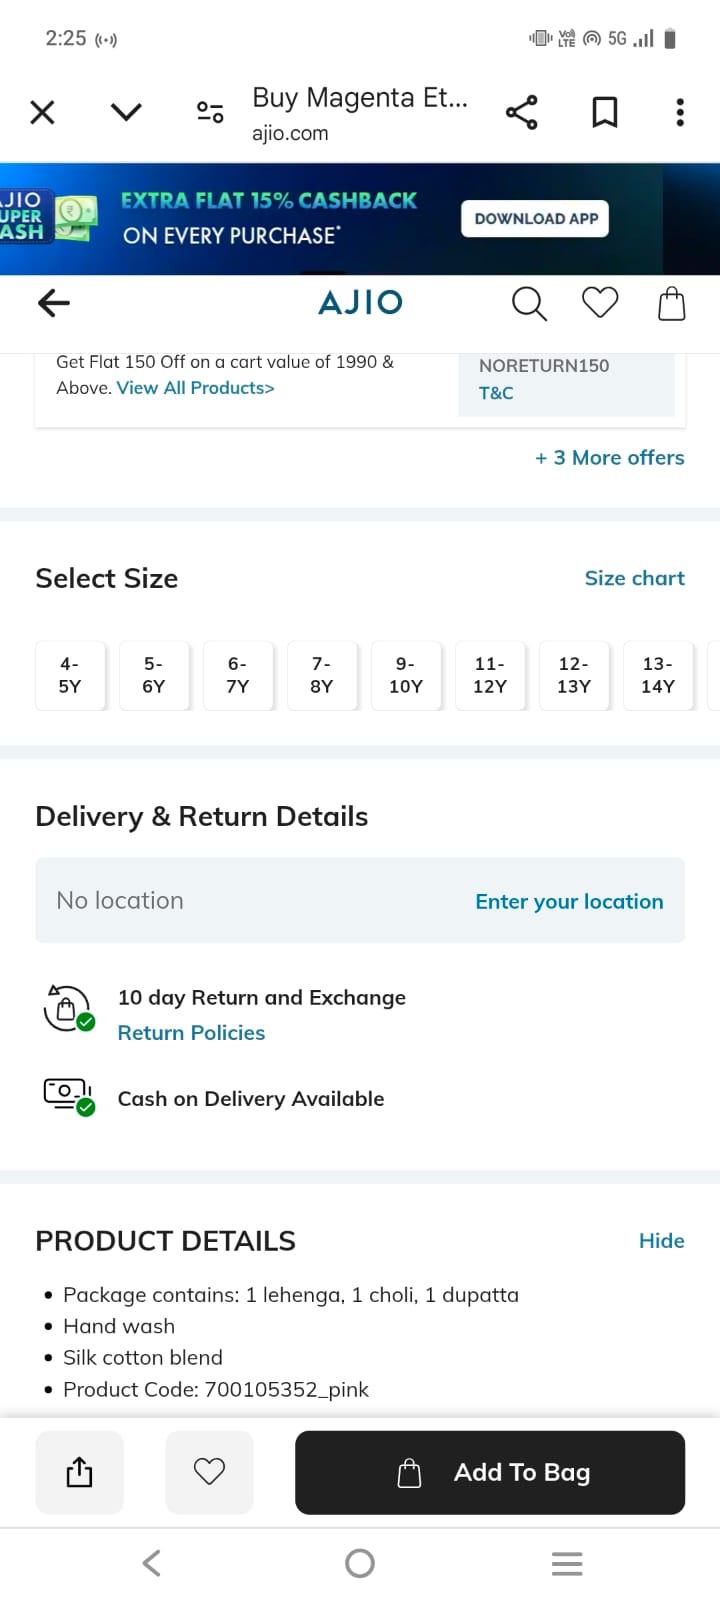 2:25
VoI) LTE 5G
Buy Magenta Et...
ajio.com
AJIO
UPER
ASH
EXTRA FLAT 15% CASHBACK
ON EVERY PURCHASE*
DOWNLOAD APP
AJIO
Get Flat 150 Off on a cart value of 1990 &
Above. View All Products>
NORETURN150
T&C
+ 3 More offers
Select Size
Size chart
4-5Y
5-6Y
6-7Y
7-8Y
9-10Y
11-12Y
12-13Y
13-14Y
Delivery & Return Details
No location
Enter your location
10 day Return and Exchange
Return Policies
Cash on Delivery Available
PRODUCT DETAILS
Hide
• Package contains: 1 lehenga, 1 choli, 1 dupatta
• Hand wash
• Silk cotton blend
• Product Code: 700105352_pink
Add To Bag